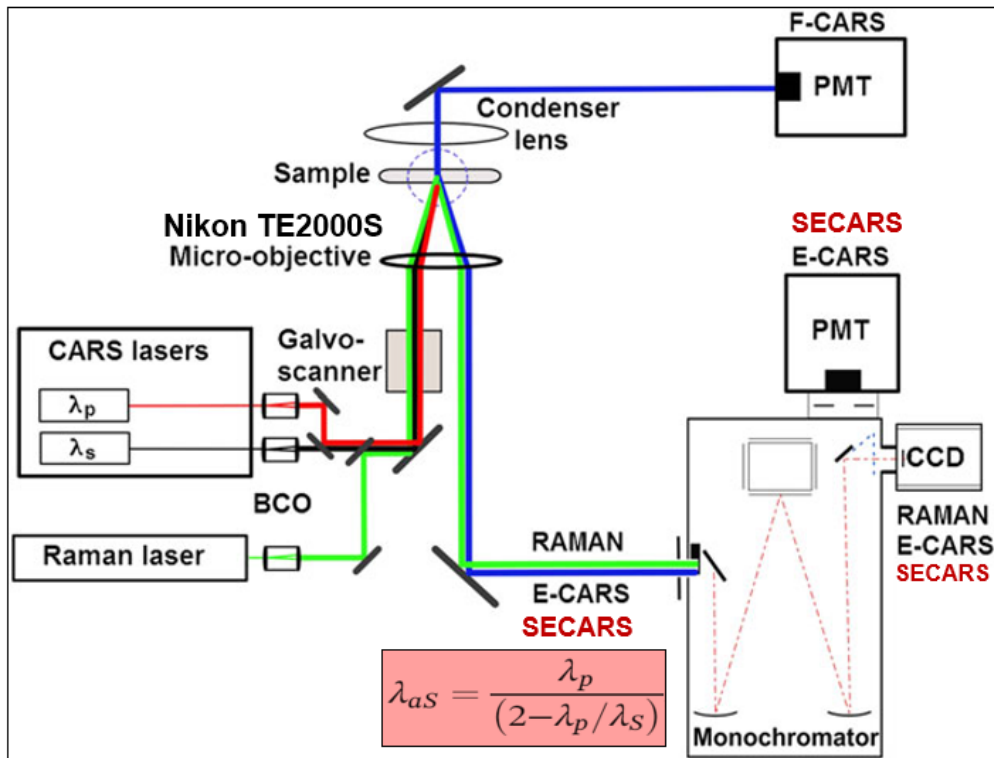 F-CARS
PMT
Condenser
lens
Sample
Nikon TE2000S
Micro-objective
SECARS
E-CARS
PMT
CARS lasers
λp
λs
Galvo-
scanner
BCO
Raman laser
CCD
RAMAN
E-CARS
SECARS
RAMAN
E-CARS
SECARS
λaS = λp / (2−λp/λS)
Monochromator